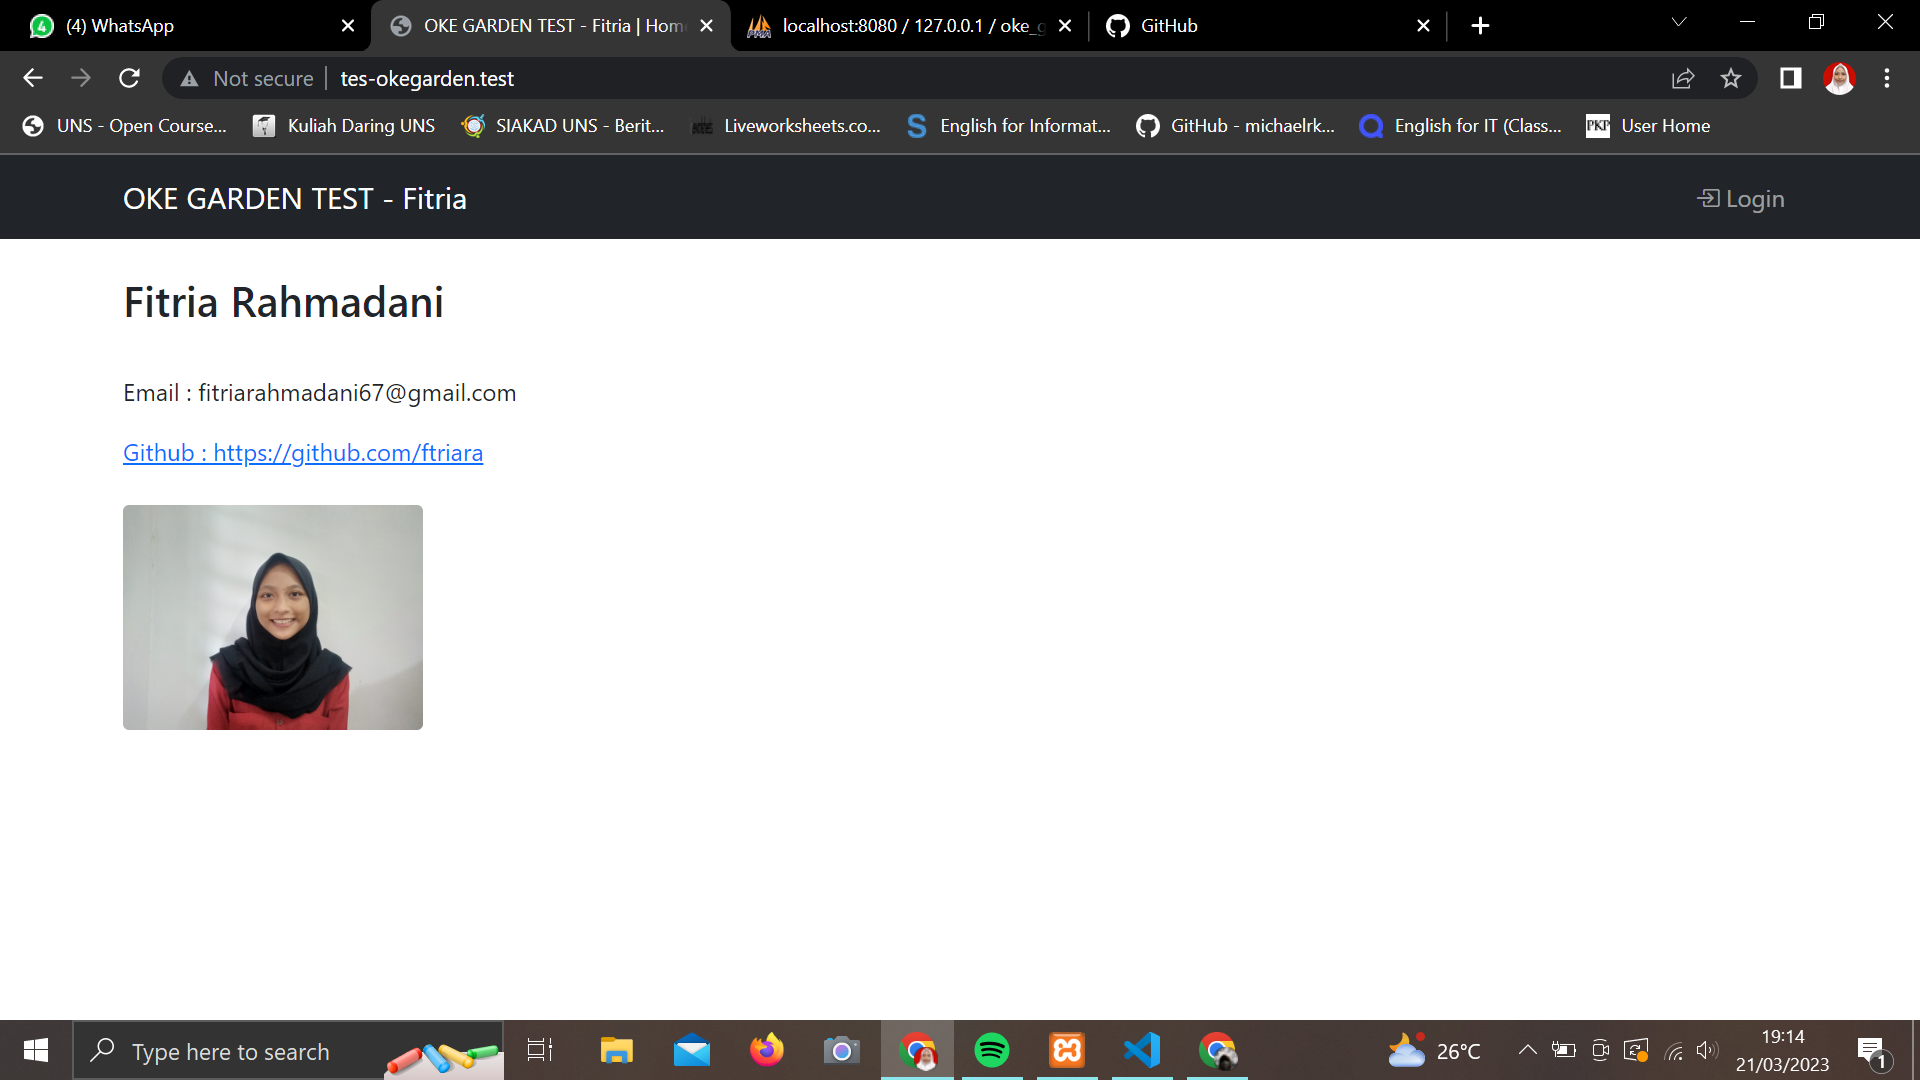 (4) WhatsApp
OKE GARDEN TEST - Fitria | Hom
localhost:8080 / 127.0.0.1 / oke_g
GitHub
Not secure
tes-okegarden.test
UNS - Open Course...
Kuliah Daring UNS
SIAKAD UNS - Berit...
Liveworksheets.co...
English for Informat...
GitHub - michaelrk...
English for IT (Class...
PKP
User Home
OKE GARDEN TEST - Fitria
Login
Fitria Rahmadani
Email : fitriarahmadani67@gmail.com
Github : https://github.com/ftriara
Type here to search
26°C
19:14
21/03/2023
1